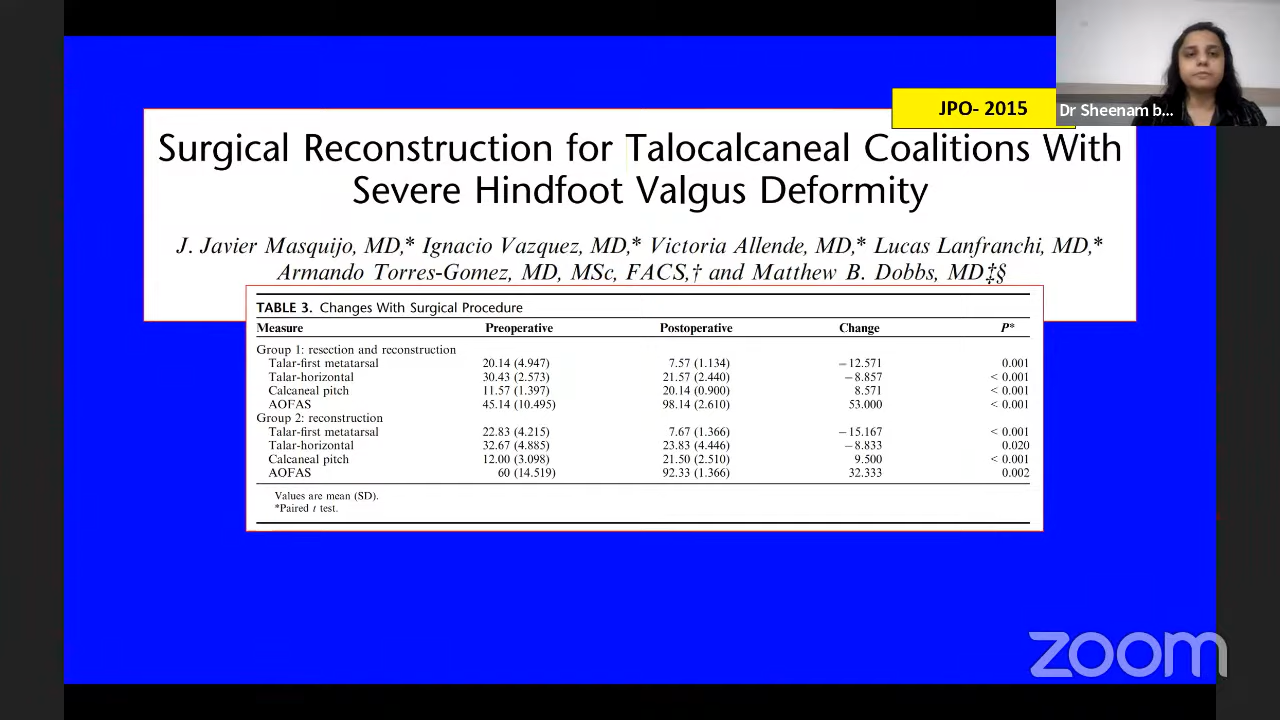 JPO- 2015
Dr Sheenam b...
Surgical Reconstruction for Talocalcaneal Coalitions With
Severe Hindfoot Valgus Deformity
J. Javier Masquijo, MD,* Ignacio Vazquez, MD,* Victoria Allende, MD,* Lucas Lanfranchi, MD,*
Armando Torres-Gomez, MD, MSc, FACS,† and Matthew B. Dobbs, MD‡§
TABLE 3. Changes With Surgical Procedure
Measure Preoperative Postoperative Change P*
Group 1: resection and reconstruction
Talar-first metatarsal 20.14 (4.947) 7.57 (1.134) −12.571 0.001
Talar-horizontal 30.43 (2.573) 21.57 (2.440) −8.857 < 0.001
Calcaneal pitch 11.57 (1.397) 20.14 (0.900) 8.571 < 0.001
AOFAS 45.14 (10.495) 98.14 (2.610) 53.000 < 0.001
Group 2: reconstruction
Talar-first metatarsal 22.83 (4.215) 7.67 (1.366) −15.167 < 0.001
Talar-horizontal 32.67 (4.885) 23.83 (4.446) −8.833 0.020
Calcaneal pitch 12.00 (3.098) 21.50 (2.510) 9.500 < 0.001
AOFAS 60 (14.519) 92.33 (1.366) 32.333 0.002
Values are mean (SD).
*Paired t test.
zoom